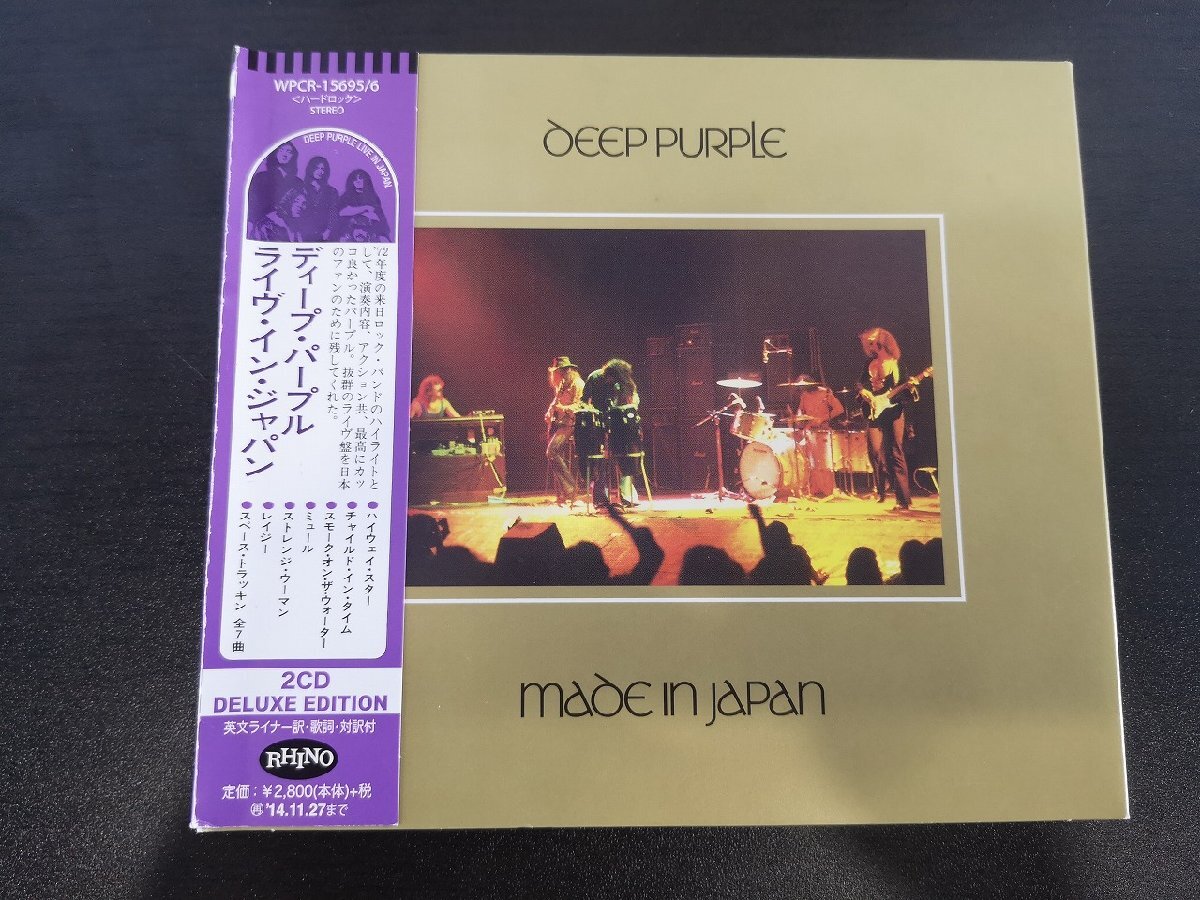 WPCR-15695/6
<ハードロック>
STEREO
DEEP PURPLE LIVE IN JAPAN
'72年度の来日ロック・バンドのハイライトと
して、演奏内容、アクション共、最高にカッ
コ良かったパープル。抜群のライヴ盤を日本
のファンのために残してくれた。
ディープ・パープル
ライヴ・イン・ジャパン
●ハイウェイ・スター
●チャイルド・イン・タイム
●スモーク・オン・ザ・ウォーター
●ミュール
●ストレンジ・ウーマン
●レイジー
●スペース・トラッキン 全7曲
2CD
DELUXE EDITION
英文ライナー訳・歌詞・対訳付
RHINO
定価:¥2,800(本体)+税
㊞'14.11.27まで
DEEP PURPLE
MADE IN JAPAN